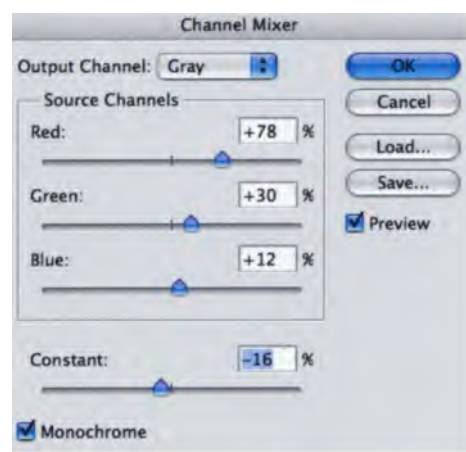 Channel Mixer
Output Channel: Gray
OK
Source Channels
Cancel
Red: +78 %
Load...
Green: +30 %
Save...
Preview
Blue: +12 %
Constant: -16 %
Monochrome